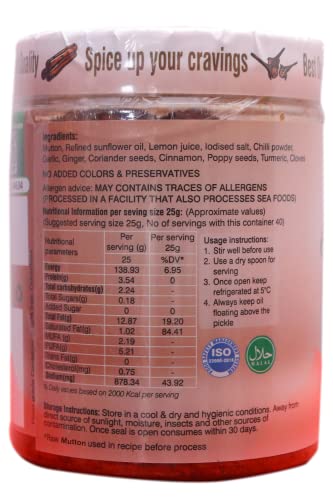 Quality
Spice up your cravings
Best
Ingredients:
Mutton, Refined sunflower oil, Lemon juice, Iodised salt, Chilli powder,
Garlic, Ginger, Coriander seeds, Cinnamon, Poppy seeds, Turmeric, Cloves
NO ADDED COLORS & PRESERVATIVES
Allergen advice: MAY CONTAIN TRACES OF ALLERGENS
(PROCESSED IN A FACILITY THAT ALSO PROCESSES SEA FOODS)
Nutritional Information per serving size 25g: (Approximate values)
(Suggested serving size 25g, No of servings with this container 40)
Nutritional parameters Per serving (g) Per serving 25g
25 %DV*
Energy 138.93 6.95
Protein(g) 3.54 0
Total carbohydrates(g) 2.24
Total Sugars(g) 0.18 -
Added Sugar 0 0
Total Fat(g) 12.87 19.20
Saturated Fat(g) 1.02 84.41
MUFA (g) 2.19 -
PUFA(g) 5.21 -
Trans Fat(g) 0 -
Cholesterol(mg) 0.75 -
Sodium(mg) 878.34 43.92
% Daily values based on 2000 Kcal per serving
Usage instructions:
1. Stir well before use
2. Use a dry spoon for
serving
3. Once open keep
refrigerated at 5°C
4. Always keep oil
floating above the
pickle
ISO
حلال
HALAL
Storage Instructions: Store in a cool & dry and hygienic conditions. Away from
direct source of sunlight, moisture, insects and other sources of
contamination. Once seal is open consumes within 30 days.
*Raw Mutton used in recipe before process